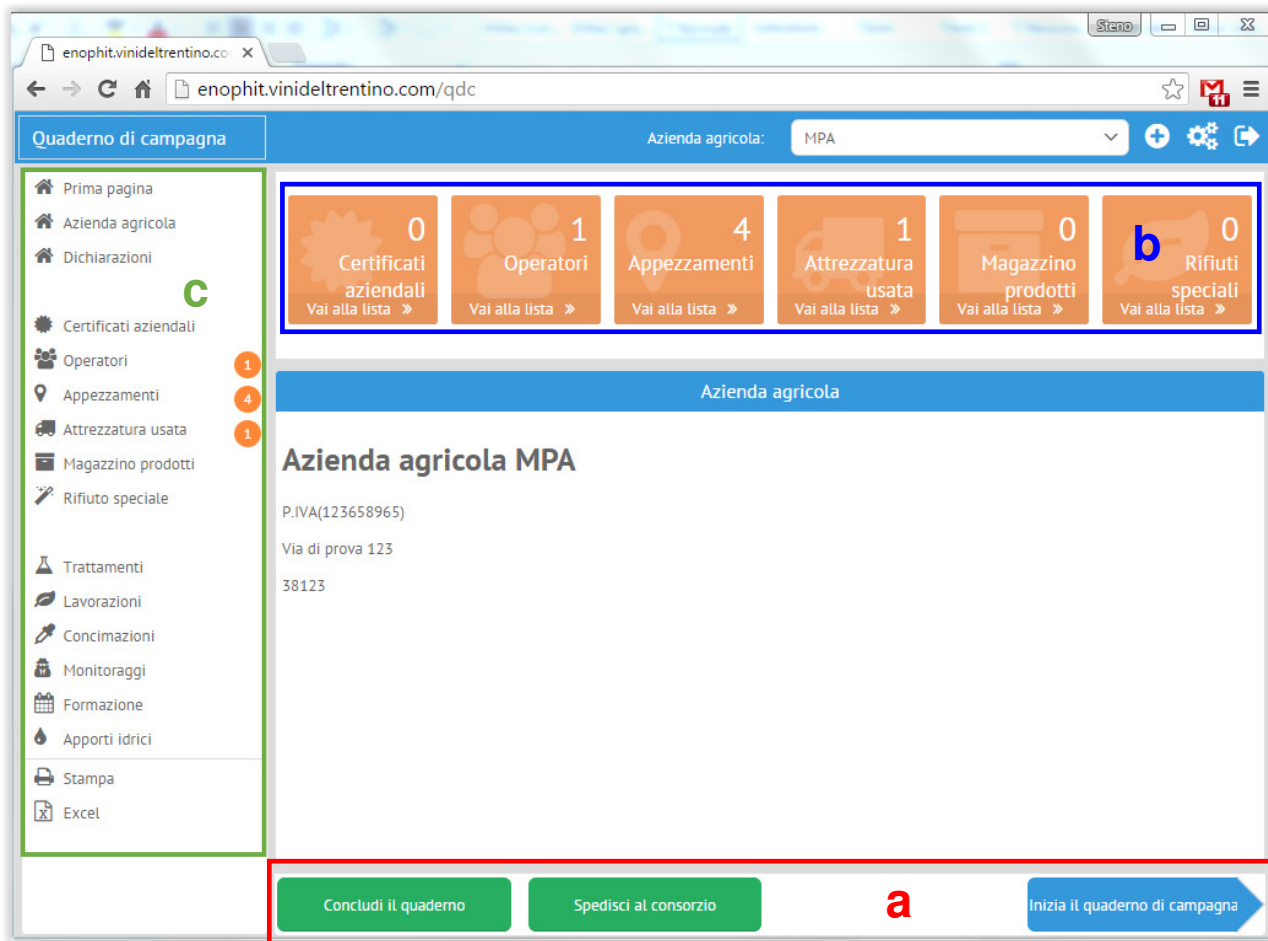 Steno
enophit.vinideltrentino.co
enophit.vinideltrentino.com/qdc
11
Quaderno di campagna
Azienda agricola:
MPA
Prima pagina
Azienda agricola
Dichiarazioni
c
Certificati aziendali
Operatori
1
Appezzamenti
4
Attrezzatura usata
1
Magazzino prodotti
Rifiuto speciale
Trattamenti
Lavorazioni
Concimazioni
Monitoraggi
Formazione
Apporti idrici
Stampa
Excel
0
Certificati
aziendali
Vai alla lista »
1
Operatori
Vai alla lista »
4
Appezzamenti
Vai alla lista »
1
Attrezzatura
usata
Vai alla lista »
0
Magazzino
prodotti
Vai alla lista »
b
0
Rifiuti
speciali
Vai alla lista »
Azienda agricola
Azienda agricola MPA
P.IVA(123658965)
Via di prova 123
38123
Concludi il quaderno
Spedisci al consorzio
a
Inizia il quaderno di campagna